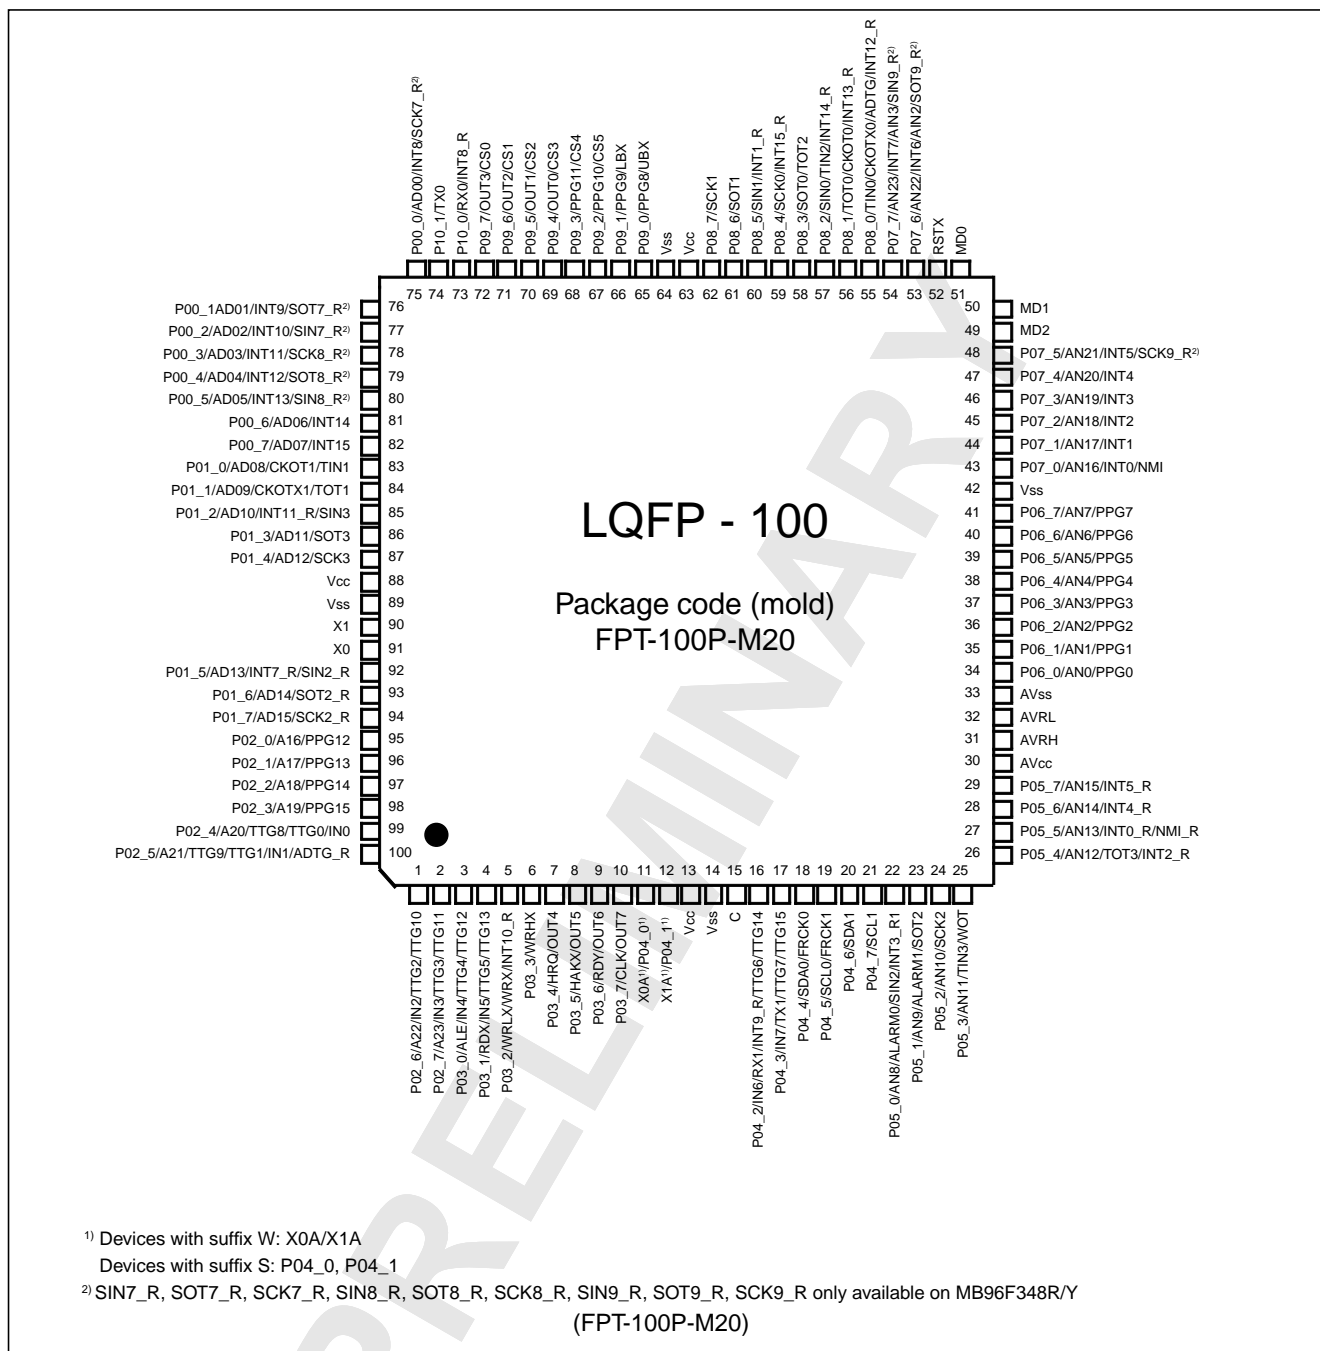 P00_0/AD00/INT8/SCK7_R2)
P10_1/TX0
P10_0/RX0/INT8_R
P09_7/OUT3/CS0
P09_6/OUT2/CS1
P09_5/OUT1/CS2
P09_4/OUT0/CS3
P09_3/PPG11/CS4
P09_2/PPG10/CS5
P09_1/PPG9/LBX
P09_0/PPG8/UBX
Vss
Vcc
P08_7/SCK1
P08_6/SOT1
P08_5/SIN1/INT1_R
P08_4/SCK0/INT15_R
P08_3/SOT0/TOT2
P08_2/SIN0/TIN2/INT14_R
P08_1/TOT0/CKOT0/INT13_R
P08_0/TIN0/CKOTX0/ADTG/INT12_R
P07_7/AN23/INT7/AIN3/SIN9_R2)
P07_6/AN22/INT6/AIN2/SOT9_R2)
RSTX
MD0
75 74 73 72 71 70 69 68 67 66 65 64 63 62 61 60 59 58 57 56 55 54 53 52 51
P00_1AD01/INT9/SOT7_R2) 76
P00_2/AD02/INT10/SIN7_R2) 77
P00_3/AD03/INT11/SCK8_R2) 78
P00_4/AD04/INT12/SOT8_R2) 79
P00_5/AD05/INT13/SIN8_R2) 80
P00_6/AD06/INT14 81
P00_7/AD07/INT15 82
P01_0/AD08/CKOT1/TIN1 83
P01_1/AD09/CKOTX1/TOT1 84
P01_2/AD10/INT11_R/SIN3 85
P01_3/AD11/SOT3 86
P01_4/AD12/SCK3 87
Vcc 88
Vss 89
X1 90
X0 91
P01_5/AD13/INT7_R/SIN2_R 92
P01_6/AD14/SOT2_R 93
P01_7/AD15/SCK2_R 94
P02_0/A16/PPG12 95
P02_1/A17/PPG13 96
P02_2/A18/PPG14 97
P02_3/A19/PPG15 98
P02_4/A20/TTG8/TTG0/IN0 99
P02_5/A21/TTG9/TTG1/IN1/ADTG_R 100
LQFP - 100
Package code (mold)
FPT-100P-M20
50 MD1
49 MD2
48 P07_5/AN21/INT5/SCK9_R2)
47 P07_4/AN20/INT4
46 P07_3/AN19/INT3
45 P07_2/AN18/INT2
44 P07_1/AN17/INT1
43 P07_0/AN16/INT0/NMI
42 Vss
41 P06_7/AN7/PPG7
40 P06_6/AN6/PPG6
39 P06_5/AN5/PPG5
38 P06_4/AN4/PPG4
37 P06_3/AN3/PPG3
36 P06_2/AN2/PPG2
35 P06_1/AN1/PPG1
34 P06_0/AN0/PPG0
33 AVss
32 AVRL
31 AVRH
30 AVcc
29 P05_7/AN15/INT5_R
28 P05_6/AN14/INT4_R
27 P05_5/AN13/INT0_R/NMI_R
26 P05_4/AN12/TOT3/INT2_R
1 2 3 4 5 6 7 8 9 10 11 12 13 14 15 16 17 18 19 20 21 22 23 24 25
P02_6/A22/IN2/TTG2/TTG10
P02_7/A23/IN3/TTG3/TTG11
P03_0/ALE/IN4/TTG4/TTG12
P03_1/RDX/IN5/TTG5/TTG13
P03_2/WRLX/WRX/INT10_R
P03_3/WRHX
P03_4/HRQ/OUT4
P03_5/HAKX/OUT5
P03_6/RDY/OUT6
P03_7/CLK/OUT7
X0A1)/P04_01)
X1A1)/P04_11)
Vcc
Vss
C
P04_2/IN6/RX1/INT9_R/TTG6/TTG14
P04_3/IN7/TX1/TTG7/TTG15
P04_4/SDA0/FRCK0
P04_5/SCL0/FRCK1
P04_6/SDA1
P04_7/SCL1
P05_0/AN8/ALARM0/SIN2/INT3_R1
P05_1/AN9/ALARM1/SOT2
P05_2/AN10/SCK2
P05_3/AN11/TIN3/WOT
PRELIMINARY
1) Devices with suffix W: X0A/X1A
Devices with suffix S: P04_0, P04_1
2) SIN7_R, SOT7_R, SCK7_R, SIN8_R, SOT8_R, SCK8_R, SIN9_R, SOT9_R, SCK9_R only available on MB96F348R/Y
(FPT-100P-M20)